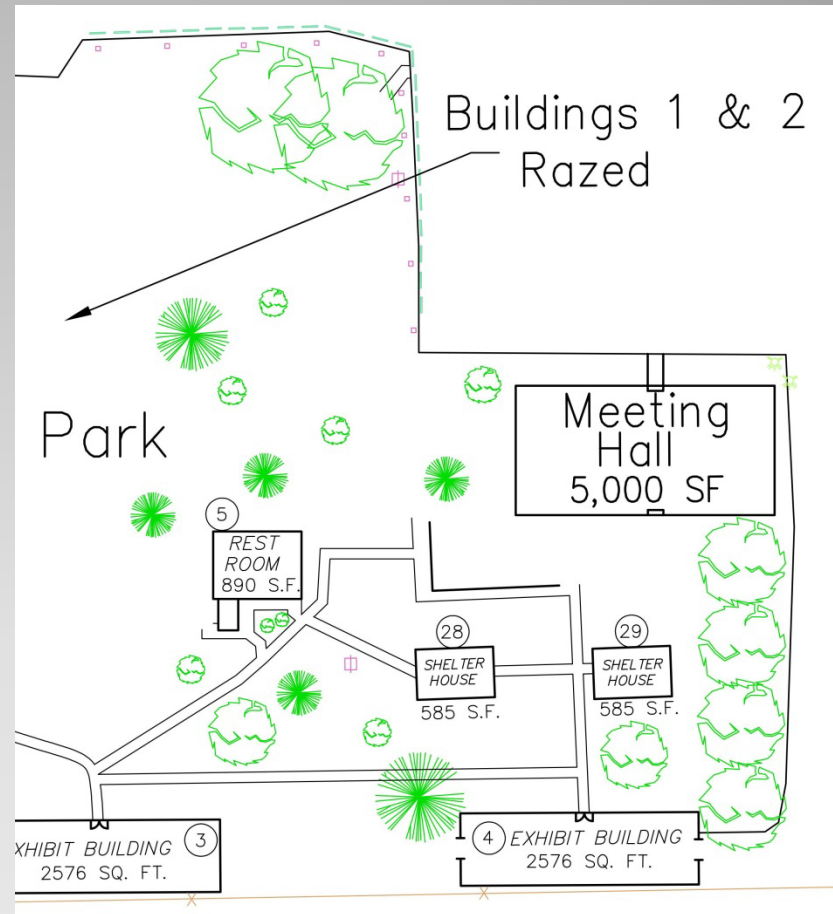 Buildings 1 & 2
Razed
Park
Meeting
Hall
5,000 SF
5
REST
ROOM
890 S.F.
28
SHELTER
HOUSE
585 S.F.
29
SHELTER
HOUSE
585 S.F.
XHIBIT BUILDING
2576 SQ. FT.
3
4
EXHIBIT BUILDING
2576 SQ. FT.